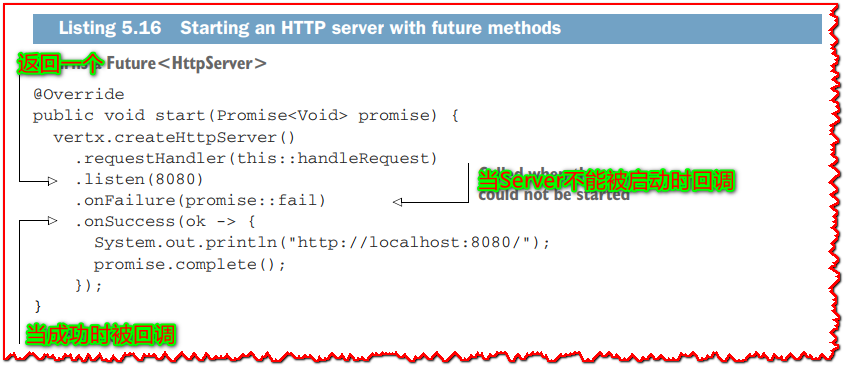 Listing 5.16 Starting an HTTP server with future methods
返回一个 Future<HttpServer>
@Override
public void start(Promise<Void> promise) {
vertx.createHttpServer()
.requestHandler(this::handleRequest)
.listen(8080)
当Server不能被启动时回调
could not be started
.onFailure(promise::fail)
.onSuccess(ok -> {
System.out.println("http://localhost:8080/");
promise.complete();
});
}
当成功时被回调